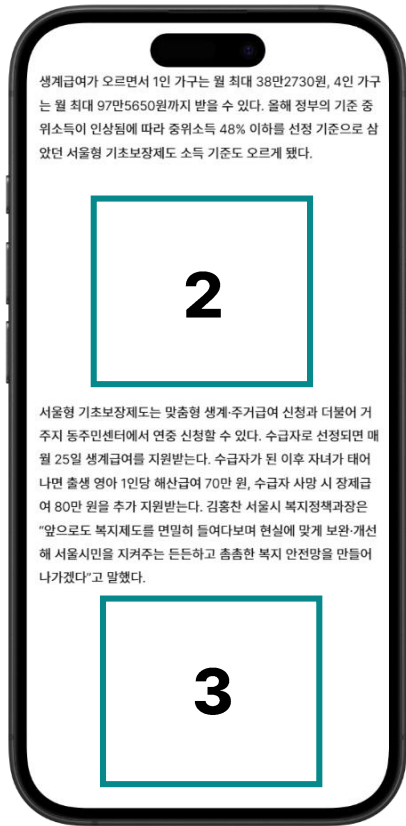 생계급여가 오르면서 1인 가구는 월 최대 38만2730원, 4인 가구
는 월 최대 97만5650원까지 받을 수 있다. 올해 정부의 기준 중
위소득이 인상됨에 따라 중위소득 48% 이하를 선정 기준으로 삼
았던 서울형 기초보장제도 소득 기준도 오르게 됐다.
2
서울형 기초보장제도는 맞춤형 생계·주거급여 신청과 더불어 거
주지 동주민센터에서 연중 신청할 수 있다. 수급자로 선정되면 매
월 25일 생계급여를 지원받는다. 수급자가 된 이후 자녀가 태어
나면 출생 영아 1인당 해산급여 70만 원, 수급자 사망 시 장제급
여 80만 원을 추가 지원받는다. 김홍찬 서울시 복지정책과장은
“앞으로도 복지제도를 면밀히 들여다보며 현실에 맞게 보완·개선
해 서울시민을 지켜주는 든든하고 촘촘한 복지 안전망을 만들어
나가겠다”고 말했다.
3